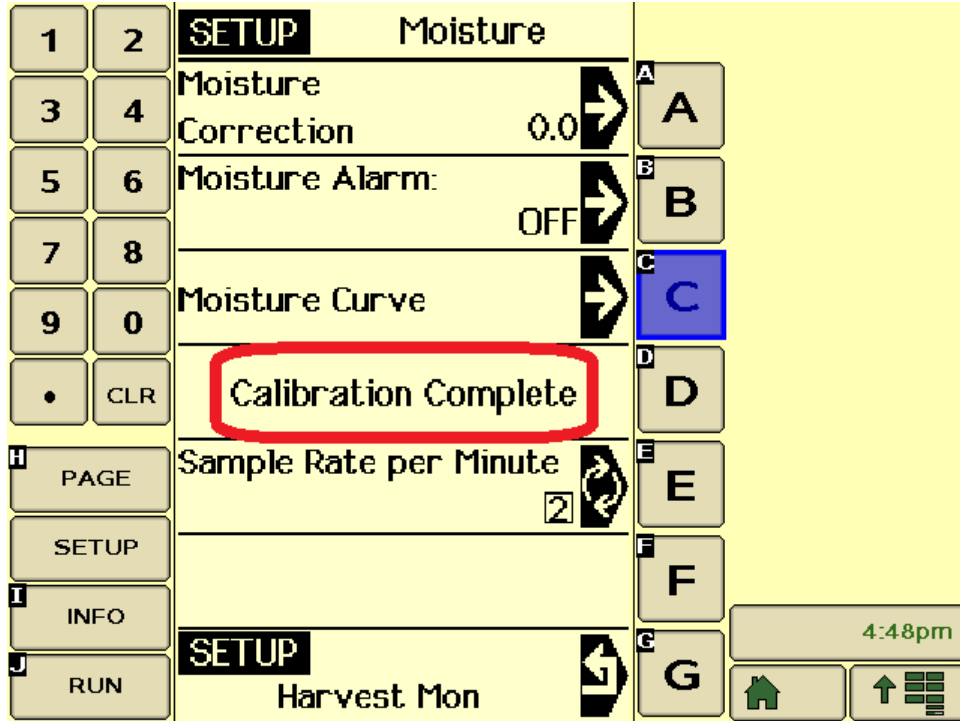 1 2
3 4
5 6
7 8
9 0
• CLR
H
PAGE
SETUP
I
INFO
J
RUN
SETUP Moisture
Moisture
Correction 0.0
Moisture Alarm:
OFF
Moisture Curve
Calibration Complete
Sample Rate per Minute
2
SETUP
Harvest Mon
A
A
B
B
C
C
D
D
E
E
F
F
G
G
4:48pm